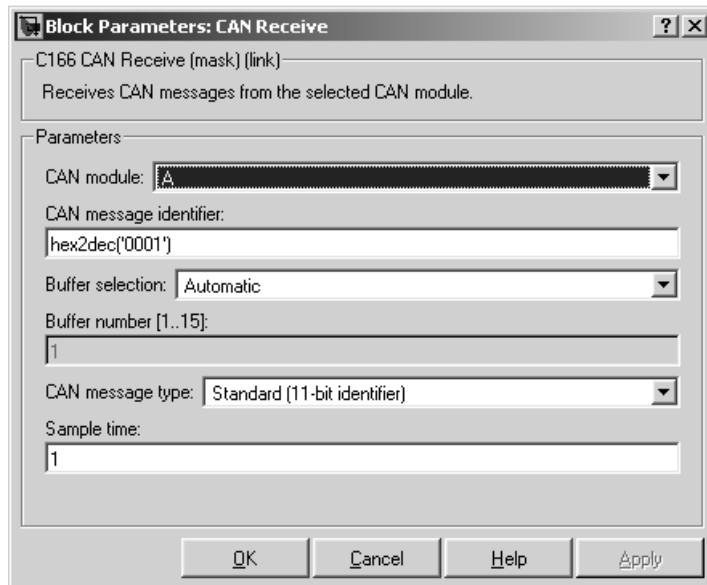 Block Parameters: CAN Receive
C166 CAN Receive (mask) (link)
Receives CAN messages from the selected CAN module.
Parameters
CAN module: A
CAN message identifier:
hex2dec('0001')
Buffer selection: Automatic
Buffer number [1..15]:
1
CAN message type: Standard (11-bit identifier)
Sample time:
1
OK Cancel Help Apply